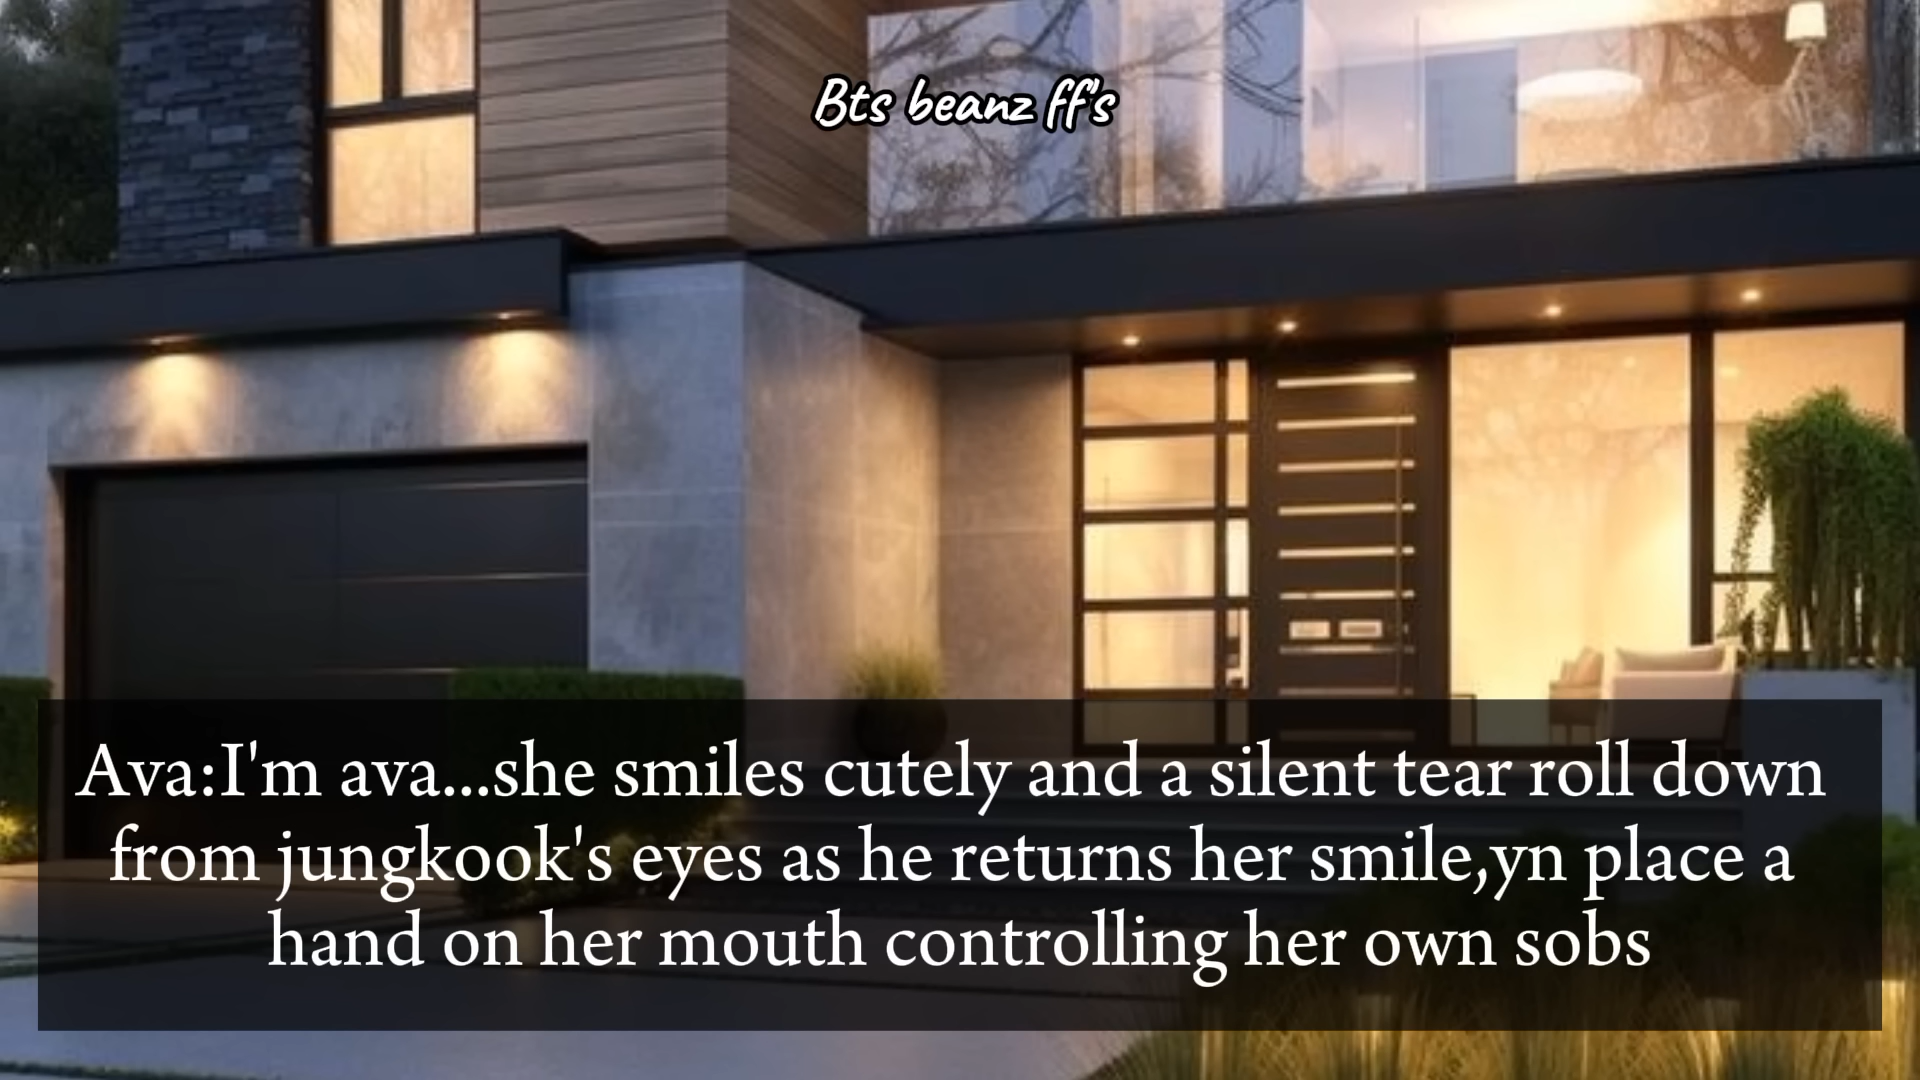 Bts beanz ff's
Ava:I'm ava...she smiles cutely and a silent tear roll down
from jungkook's eyes as he returns her smile,yn place a
hand on her mouth controlling her own sobs